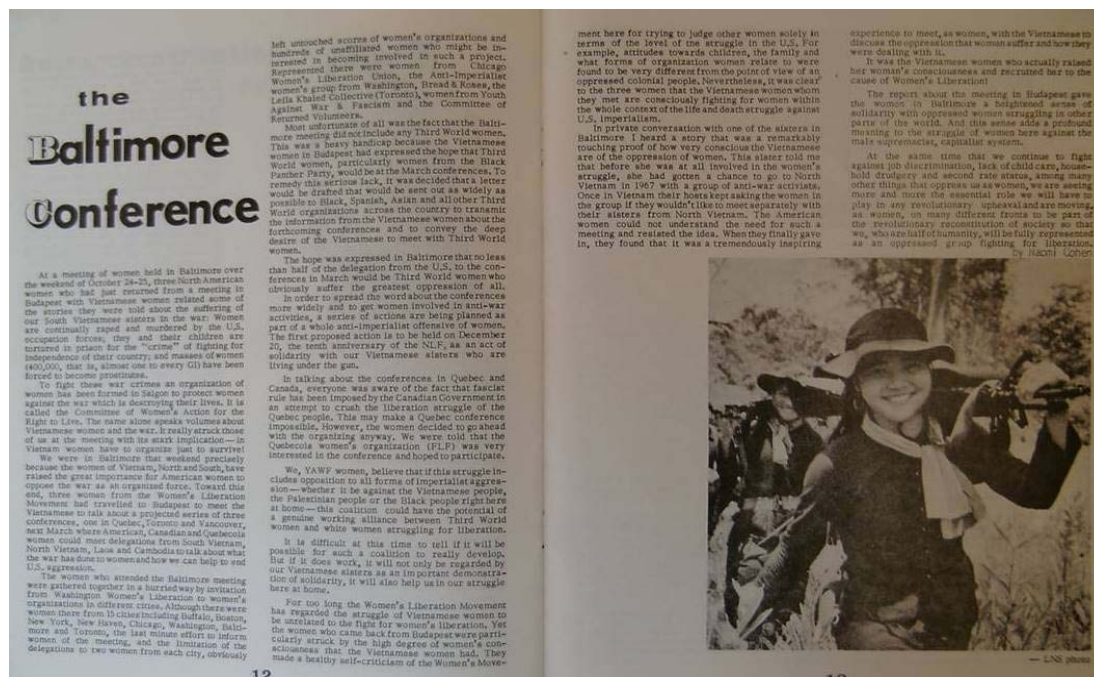 the
Baltimore
Conference
At a meeting of women held in Baltimore over
the weekend of October 24-25, three North American
women who had just returned from a meeting in
Budapest with Vietnamese women related some of
the stories they were told about the suffering of
our South Vietnamese sisters in the war: Women
are continually raped and murdered by the U.S.
occupation forces; they and their children are
tortured in prison for the "crime" of fighting for
independence of their country; and masses of women
(400,000, that is, almost one to every GI) have been
forced to become prostitutes.
To fight these war crimes an organization of
women has been formed in Saigon to protect women
against the war which is destroying their lives. It is
called the Committee of Women's Action for the
Right to Live. The name alone speaks volumes about
Vietnamese women and the war. It really struck those
of us at the meeting with its stark implication—in
Vietnam women have to organize just to survive!
We were in Baltimore that weekend precisely
because the women of Vietnam, North and South, have
raised the great importance for American women to
oppose the war as an organized force. Toward this
end, three women from the Women's Liberation
Movement had travelled to Budapest to meet the
Vietnamese to talk about a projected series of three
conferences, one in Quebec, Toronto and Vancouver,
next March where American, Canadian and Quebecois
women could meet delegations from South Vietnam,
North Vietnam, Laos and Cambodia to talk about what
the war has done to women and how we can help to end
U.S. aggression.
The women who attended the Baltimore meeting
were gathered together in a hurried way by invitation
from Washington Women's Liberation to women's
organizations in different cities. Although there were
women there from 15 cities including Buffalo, Boston,
New York, New Haven, Chicago, Washington, Balti-
more and Toronto, the last minute effort to inform
women of the meeting, and the limitation of the
delegations to two women from each city, obviously
left untouched scores of women's organizations and
hundreds of unaffiliated women who might be in-
terested in becoming involved in such a project.
Represented there were women from Chicago
Women's Liberation Union, the Anti-Imperialist
women's group from Washington, Bread & Roses, the
Leila Khaled Collective (Toronto), women from Youth
Against War & Fascism and the Committee of
Returned Volunteers.
Most unfortunate of all was the fact that the Balti-
more meeting did not include any Third World women.
This was a heavy handicap because the Vietnamese
women in Budapest had expressed the hope that Third
World women, particularly women from the Black
Panther Party, would be at the March conferences. To
remedy this serious lack, it was decided that a letter
would be drafted that would be sent out as widely as
possible to Black, Spanish, Asian and all other Third
World organizations across the country to transmit
the information from the Vietnamese women about the
forthcoming conferences and to convey the deep
desire of the Vietnamese to meet with Third World
women.
The hope was expressed in Baltimore that no less
than half of the delegation from the U.S. to the con-
ferences in March would be Third World women who
obviously suffer the greatest oppression of all.
In order to spread the word about the conferences
more widely and to get women involved in anti-war
activities, a series of actions are being planned as
part of a whole anti-imperialist offensive of women.
The first proposed action is to be held on December
20, the tenth anniversary of the NLF, as an act of
solidarity with our Vietnamese sisters who are
living under the gun.
In talking about the conferences in Quebec and
Canada, everyone was aware of the fact that fascist
rule has been imposed by the Canadian Government in
an attempt to crush the liberation struggle of the
Quebec people. This may make a Quebec conference
impossible. However, the women decided to go ahead
with the organizing anyway. We were told that the
Quebecois women's organization (FLF) was very
interested in the conference and hoped to participate.
We, YAWF women, believe that if this struggle in-
cludes opposition to all forms of imperialist aggres-
sion—whether it be against the Vietnamese people,
the Palestinian people or the Black people right here
at home—this coalition could have the potential of
a genuine working alliance between Third World
women and white women struggling for liberation.
It is difficult at this time to tell if it will be
possible for such a coalition to really develop.
But if it does work, it will not only be regarded by
our Vietnamese sisters as an important demonstra-
tion of solidarity, it will also help us in our struggle
here at home.
For too long the Women's Liberation Movement
has regarded the struggle of Vietnamese women to
be unrelated to the fight for women's liberation. Yet
the women who came back from Budapest were parti-
cularly struck by the high degree of women's con-
sciousness that the Vietnamese women had. They
made a healthy self-criticism of the Women's Move-
12
ment here for trying to judge other women solely in
terms of the level of the struggle in the U.S. For
example, attitudes towards children, the family and
what forms of organization women relate to were
found to be very different from the point of view of an
oppressed colonial people. Nevertheless, it was clear
to the three women that the Vietnamese women whom
they met are consciously fighting for women within
the whole context of the life and death struggle against
U.S. imperialism.
In private conversation with one of the sisters in
Baltimore I heard a story that was a remarkably
touching proof of how very conscious the Vietnamese
are of the oppression of women. This sister told me
that before she was at all involved in the women's
struggle, she had gotten a chance to go to North
Vietnam in 1967 with a group of anti-war activists.
Once in Vietnam their hosts kept asking the women in
the group if they wouldn't like to meet separately with
their sisters from North Vietnam. The American
women could not understand the need for such a
meeting and resisted the idea. When they finally gave
in, they found that it was a tremendously inspiring
experience to meet, as women, with the Vietnamese to
discuss the oppression that women suffer and how they
were dealing with it.
It was the Vietnamese women who actually raised
her woman's consciousness and recruited her to the
cause of Women's Liberation!
The report about the meeting in Budapest gave
the women in Baltimore a heightened sense of
solidarity with oppressed women struggling in other
parts of the world. And this sense adds a profound
meaning to the struggle of women here against the
male supremacist, capitalist system.
At the same time that we continue to fight
against job discrimination, lack of child care, house-
hold drudgery and second rate status, among many
other things that oppress us as women, we are seeing
more and more the essential role we will have to
play in any revolutionary upheaval and are moving,
as women, on many different fronts to be part of
the revolutionary reconstitution of society so that
we, who are half of humanity, will be fully represented
as an oppressed group fighting for liberation.
by Naomi Cohen
— LNS photo